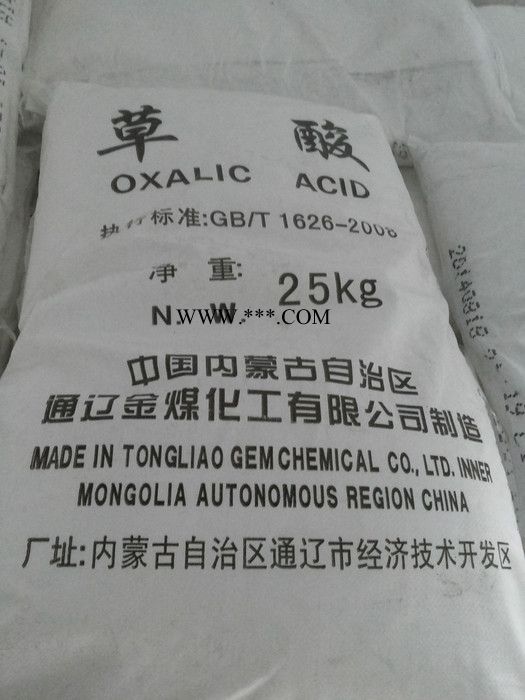 草 酸
OXALIC ACID
执行标准:GB/T 1626-2008
净 重: 25kg
N. W.
WWW.***.COM
中国内蒙古自治区
通辽金煤化工有限公司制造
MADE IN TONGLIAO GEM CHEMICAL CO., LTD. INNER
MONGOLIA AUTONOMOUS REGION CHINA
厂址:内蒙古自治区通辽市经济技术开发区